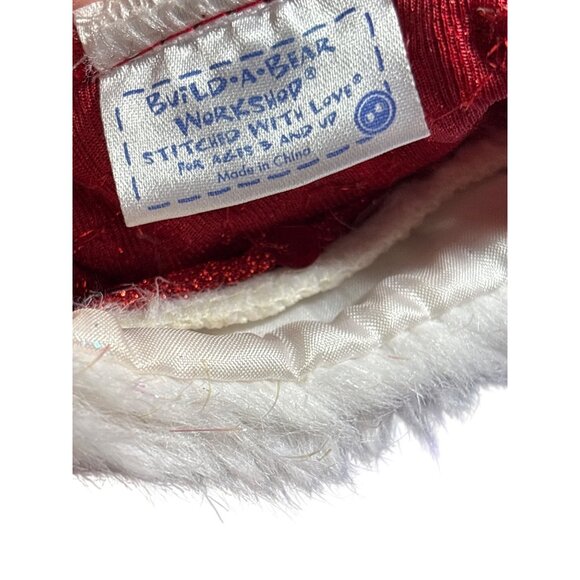 BUILD•A•BEAR
WORKSHOP®
STITCHED WITH LOVE®
FOR AGES 3 AND UP
Made in China